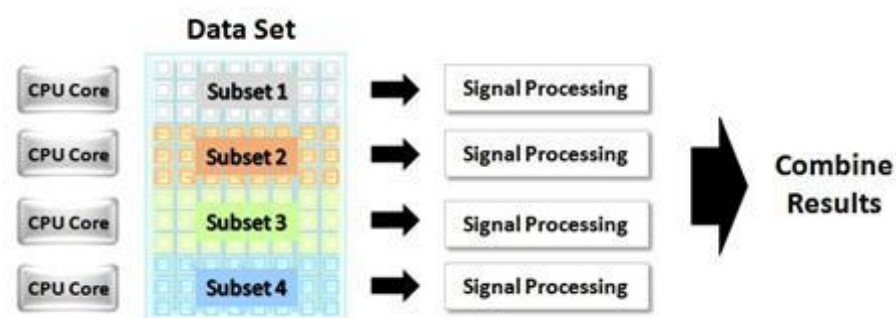 Data Set
CPU Core
Subset 1
Signal Processing
CPU Core
Subset 2
Signal Processing
CPU Core
Subset 3
Signal Processing
CPU Core
Subset 4
Signal Processing
Combine
Results